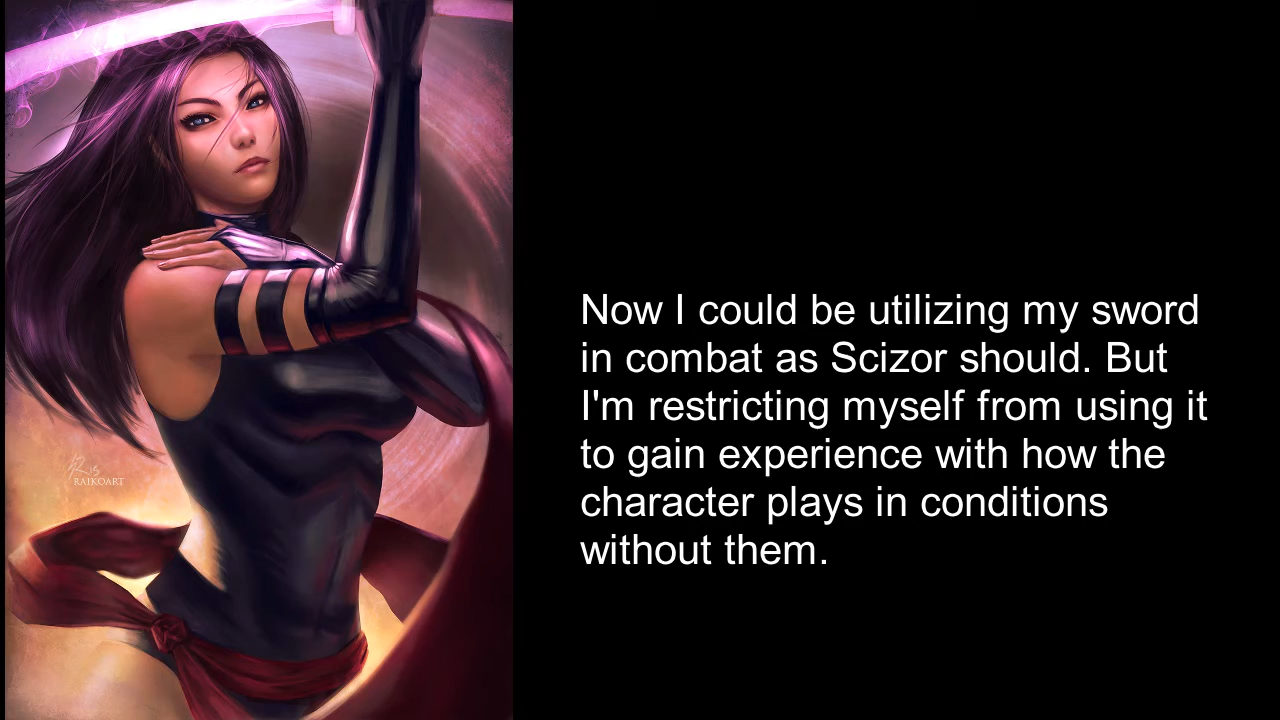 Now I could be utilizing my sword
in combat as Scizor should. But
I'm restricting myself from using it
to gain experience with how the
character plays in conditions
without them.
15
RAIKOART